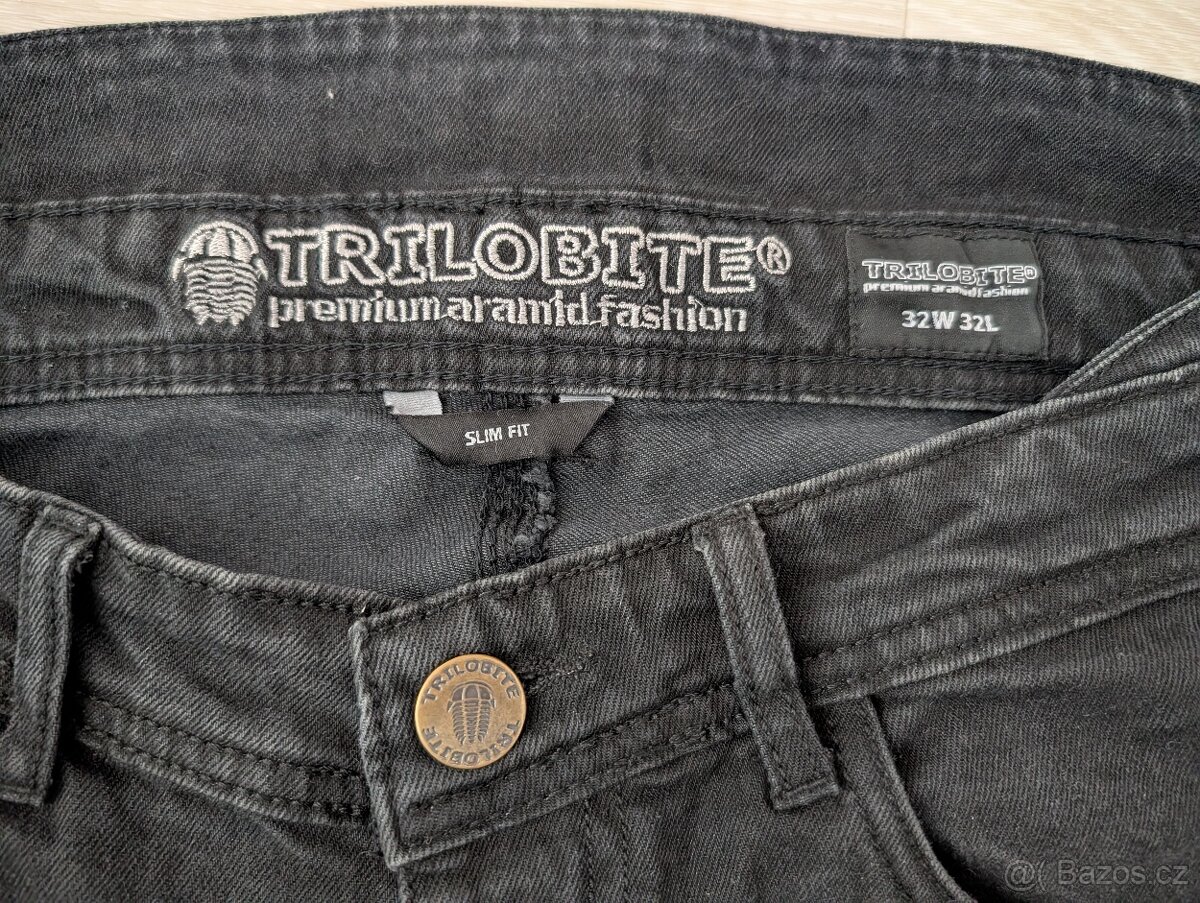 TRILOBITE®
premium aramid fashion
TRILOBITE®
premium aramid fashion
32W 32L
SLIM FIT
TRILOBITE
TRILOBITE
@ Bazos.cz